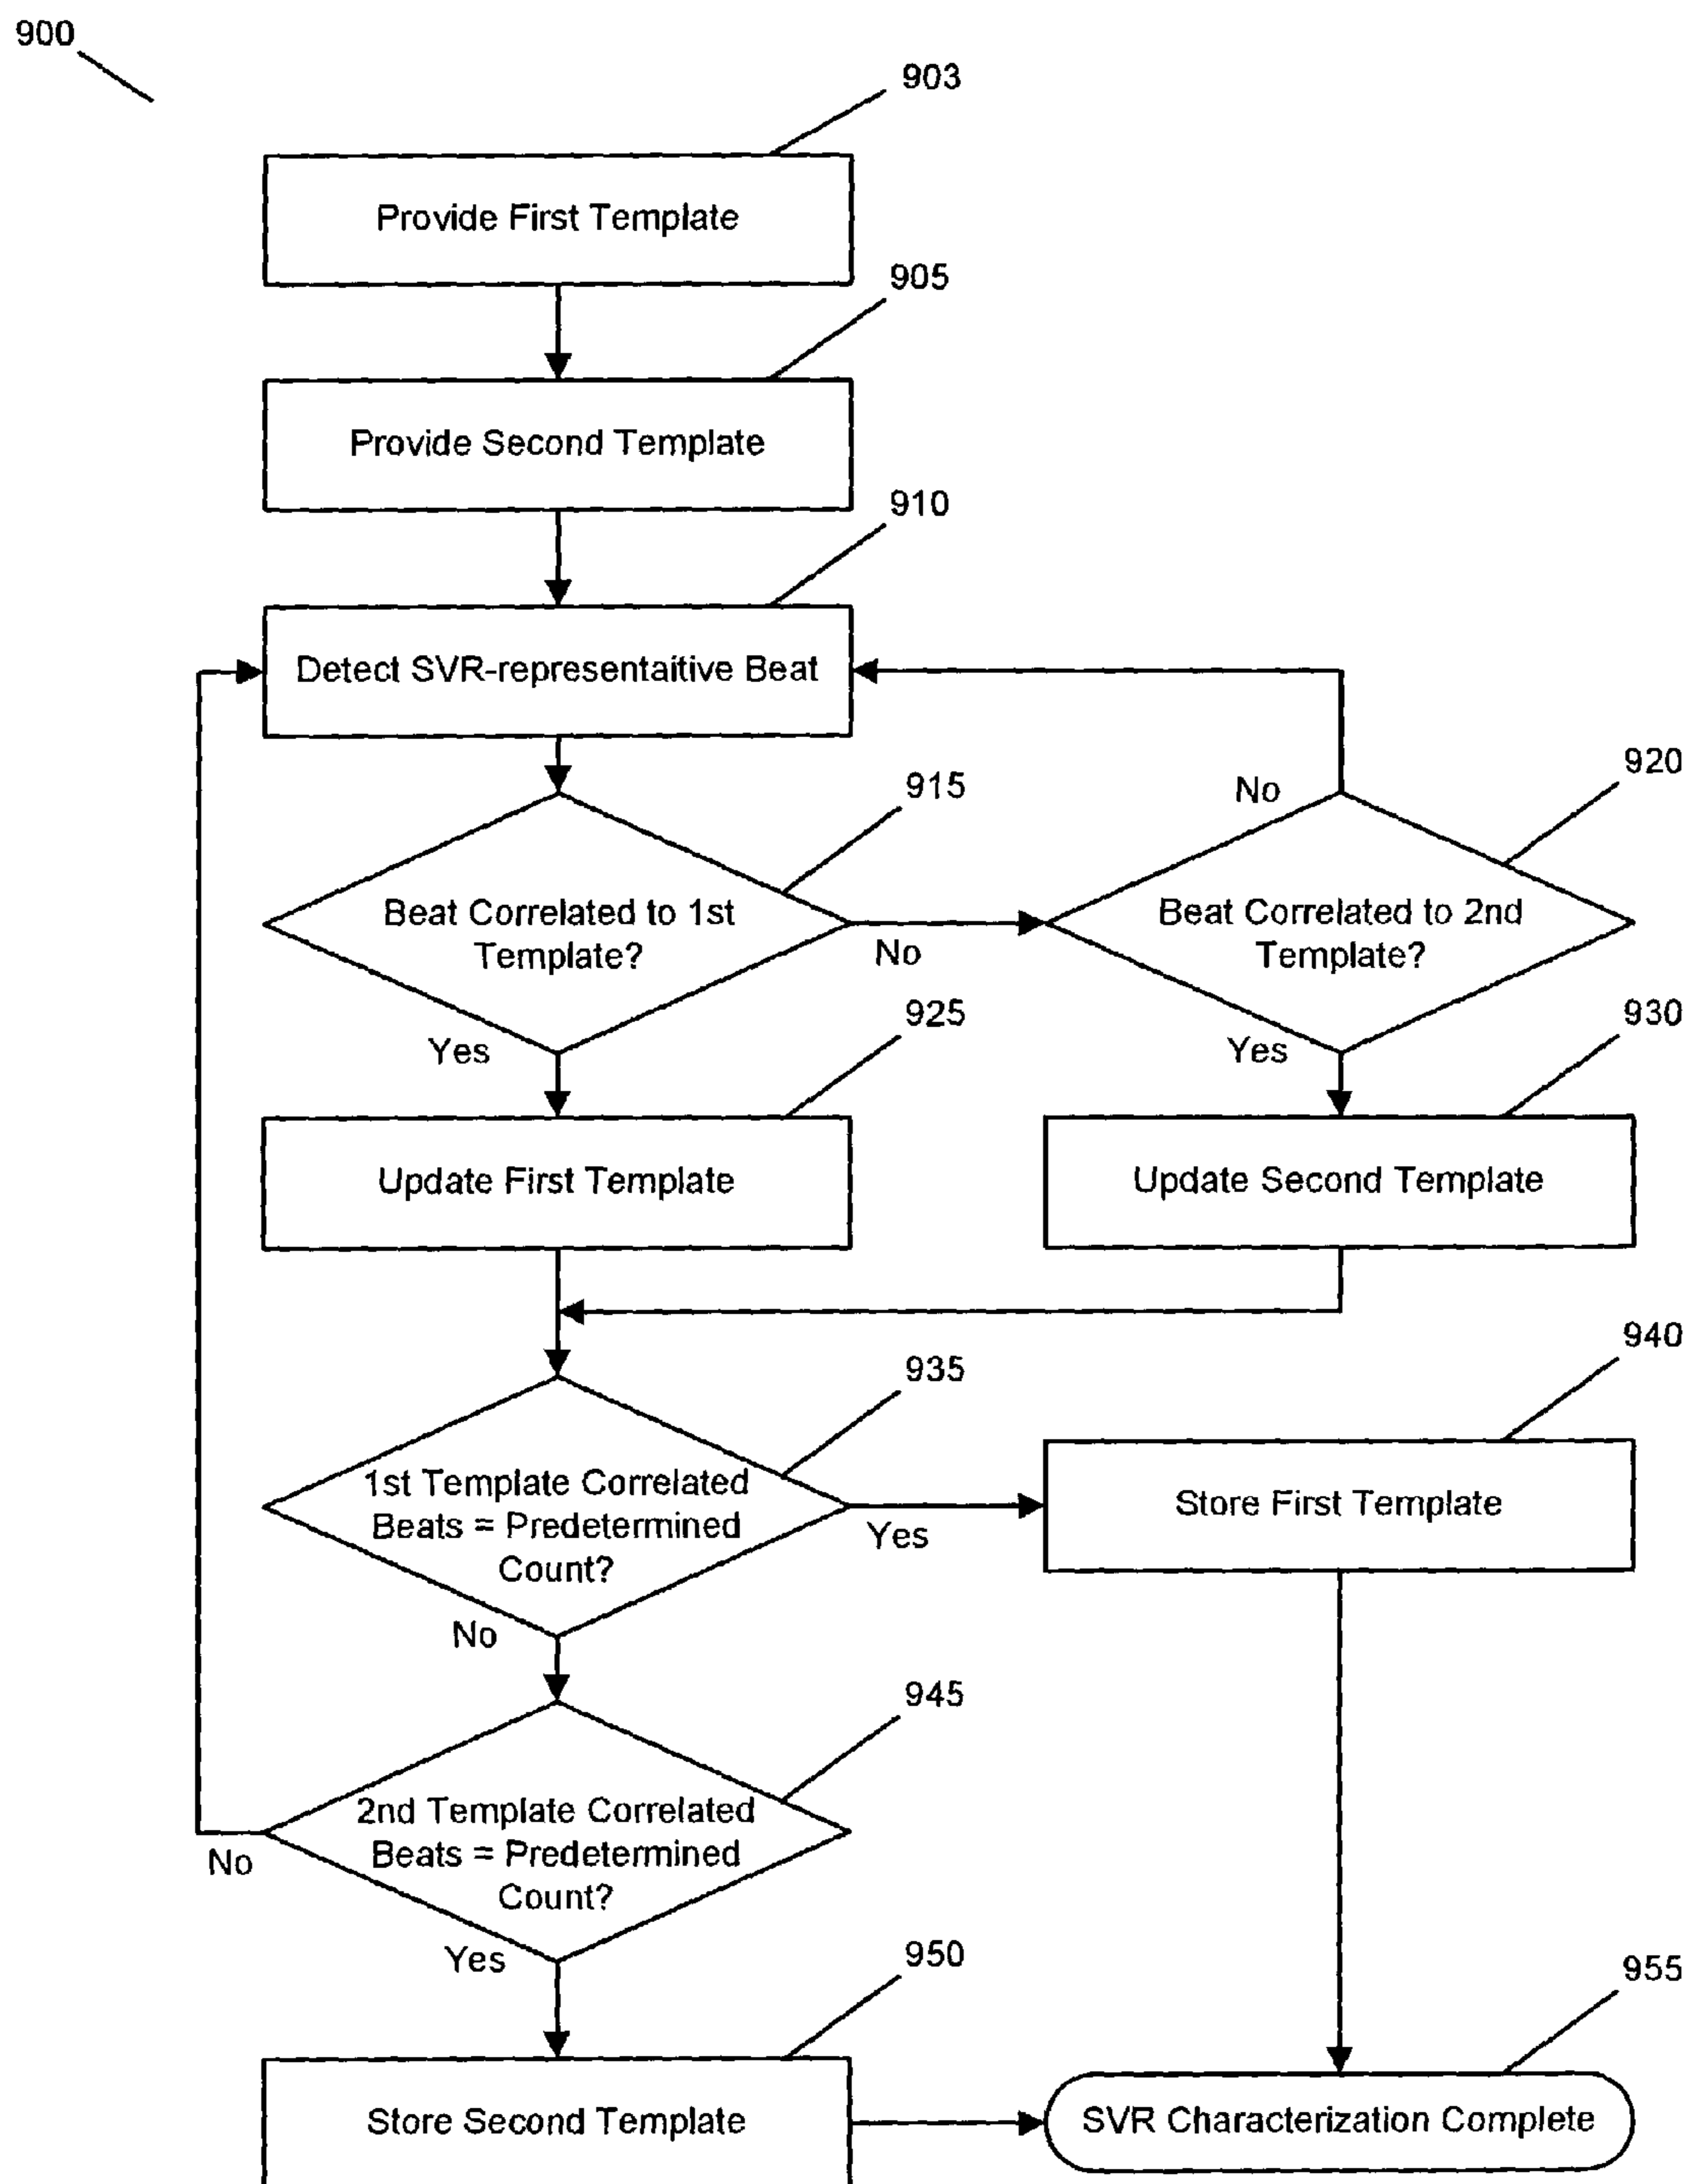 900
903
Provide First Template
905
Provide Second Template
910
Detect SVR-representaitive Beat
915
920
No
Beat Correlated to 1st
Template?
No
Beat Correlated to 2nd
Template?
Yes
925
Yes
930
Update First Template
Update Second Template
935
940
1st Template Correlated
Beats = Predetermined
Count?
Yes
Store First Template
No
945
2nd Template Correlated
Beats = Predetermined
Count?
No
Yes
950
955
Store Second Template
SVR Characterization Complete